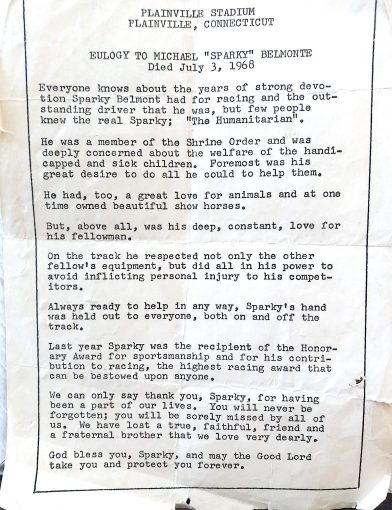 PLAINVILLE STADIUM
PLAINVILLE, CONNECTICUT
EULOGY TO MICHAEL "SPARKY" BELMONTE
Died July 3, 1968
Everyone knows about the years of strong devo-
tion Sparky Belmont had for racing and the out-
standing driver that he was, but few people
knew the real Sparky; "The Humanitarian".
He was a member of the Shrine Order and was
deeply concerned about the welfare of the handi-
capped and sick children. Foremost was his
great desire to do all he could to help them.
He had, too, a great love for animals and at one
time owned beautiful show horses.
But, above all, was his deep, constant, love for
his fellowman.
On the track he respected not only the other
fellow's equipment, but did all in his power to
avoid inflicting personal injury to his compet-
itors.
Always ready to help in any way, Sparky's hand
was held out to everyone, both on and off the
track.
Last year Sparky was the recipient of the Honor-
ary Award for sportsmanship and for his contri-
bution to racing, the highest racing award that
can be bestowed upon anyone.
We can only say thank you, Sparky, for having
been a part of our lives. You will never be
forgotten; you will be sorely missed by all of
us. We have lost a true, faithful, friend and
a fraternal brother that we love very dearly.
God bless you, Sparky, and may the Good Lord
take you and protect you forever.